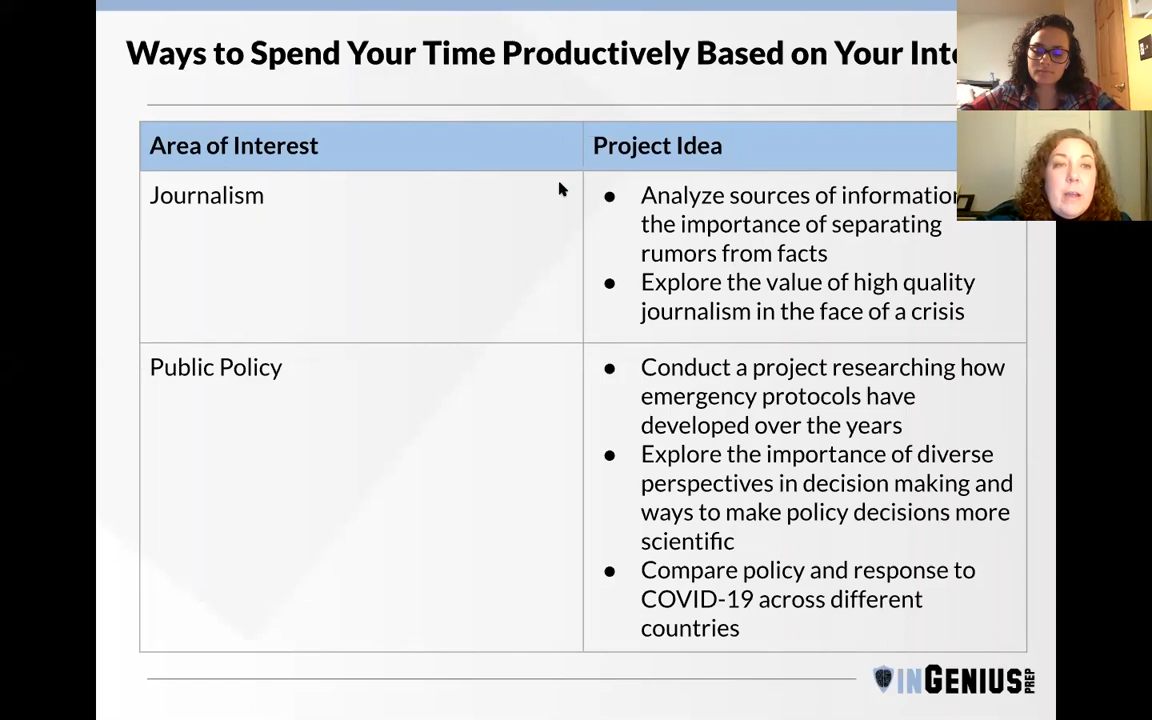 Ways to Spend Your Time Productively Based on Your
Area of Interest
Project Idea
Journalism
● Analyze sources of information
the importance of separating
rumors from facts
● Explore the value of high quality
journalism in the face of a crisis
Public Policy
● Conduct a project researching how
emergency protocols have
developed over the years
● Explore the importance of diverse
perspectives in decision making and
ways to make policy decisions more
scientific
● Compare policy and response to
COVID-19 across different
countries
INGENIUS PREP